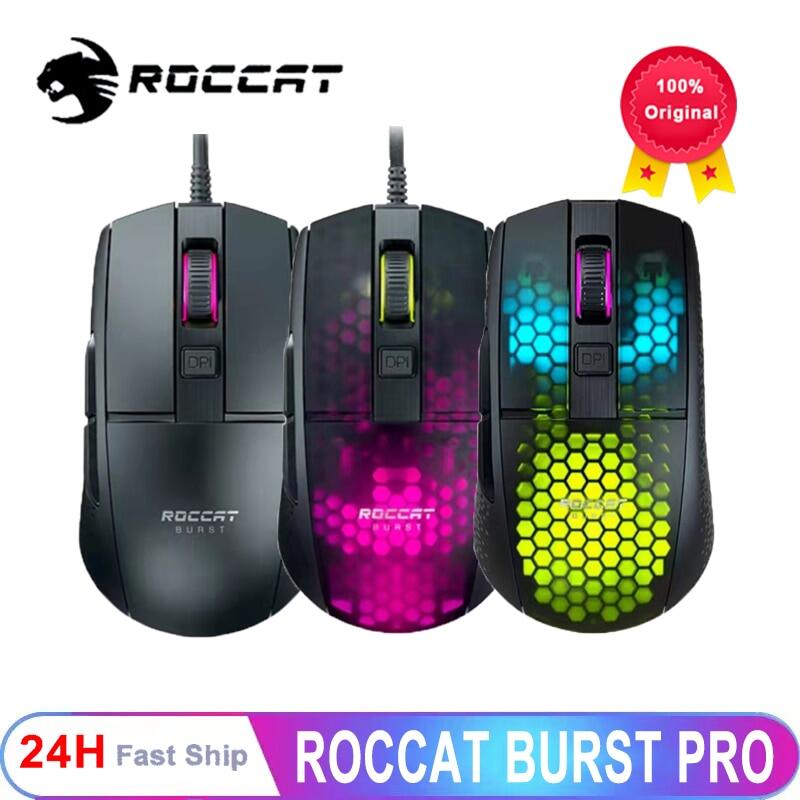 ROCCAT
100%
Original
DPI
DPI
DPI
ROCCAT
BURST
ROCCAT
BURST
ROCCAT
24H Fast Ship
ROCCAT BURST PRO